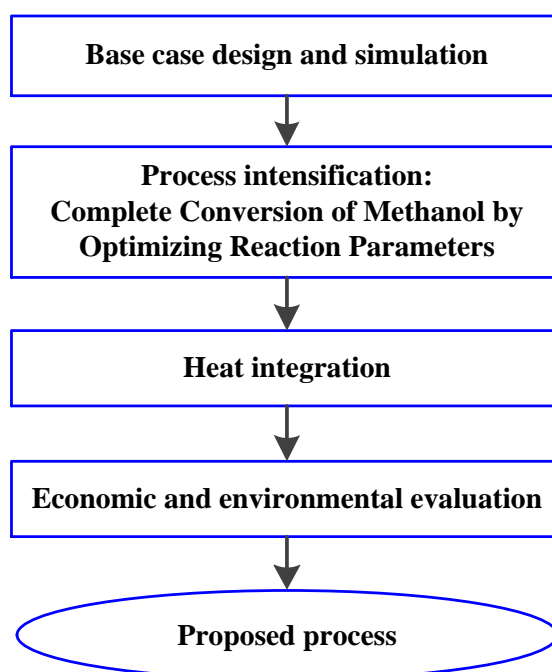 Base case design and simulation
Process intensification:
Complete Conversion of Methanol by
Optimizing Reaction Parameters
Heat integration
Economic and environmental evaluation
Proposed process